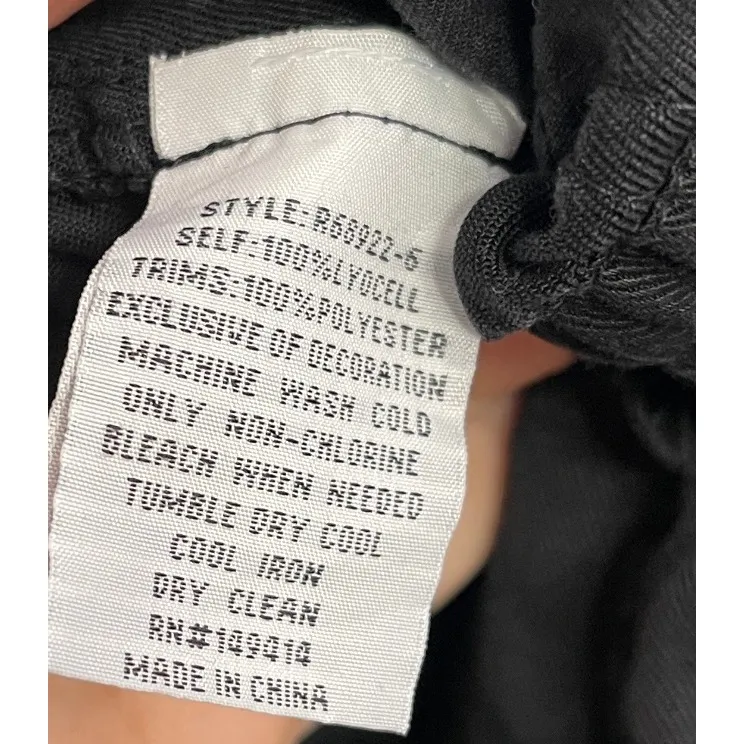 STYLE:R68922-6
SELF:100%LYOCELL
TRIMS:100%POLYESTER
EXCLUSIVE OF DECORATION
MACHINE WASH COLD
ONLY NON-CHLORINE
BLEACH WHEN NEEDED
TUMBLE DRY COOL
COOL IRON
DRY CLEAN
RN#149414
MADE IN CHINA